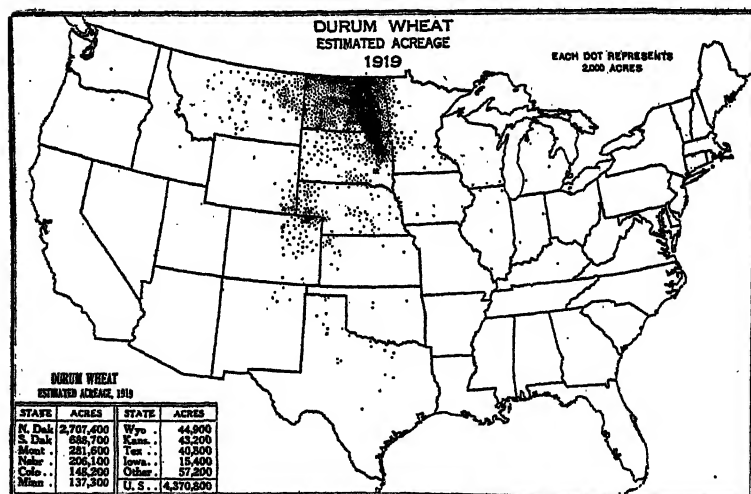 DURUM WHEAT
ESTIMATED ACREAGE
1919
EACH DOT REPRESENTS
2,000 ACRES
DURUM WHEAT
ESTIMATED ACREAGE, 1919
STATE ACRES STATE ACRES
N. Dak 2,707,400 Wyo . . 44,900
S. Dak 688,700 Kans. . 43,200
Mont . 281,600 Tex . . 40,800
Nebr . 206,100 Iowa. . 15,400
Colo . . 148,200 Other . 57,200
Minn . 137,300 U. S. . 4,370,800